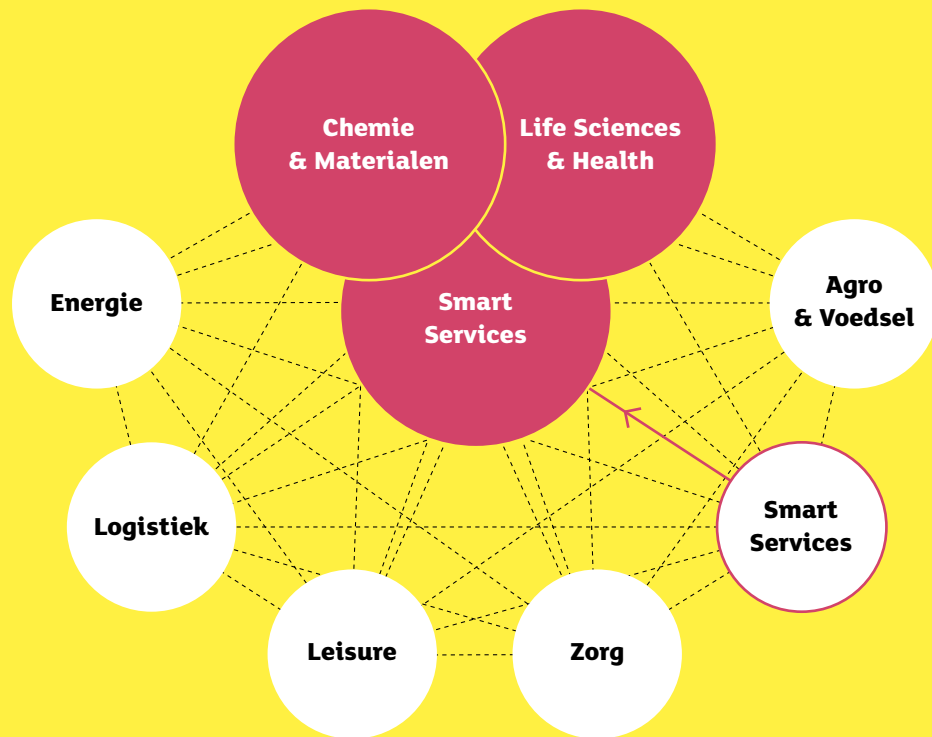 Chemie
& Materialen
Life Sciences
& Health
Smart
Services
Energie
Agro
& Voedsel
Logistiek
Smart
Services
Leisure
Zorg